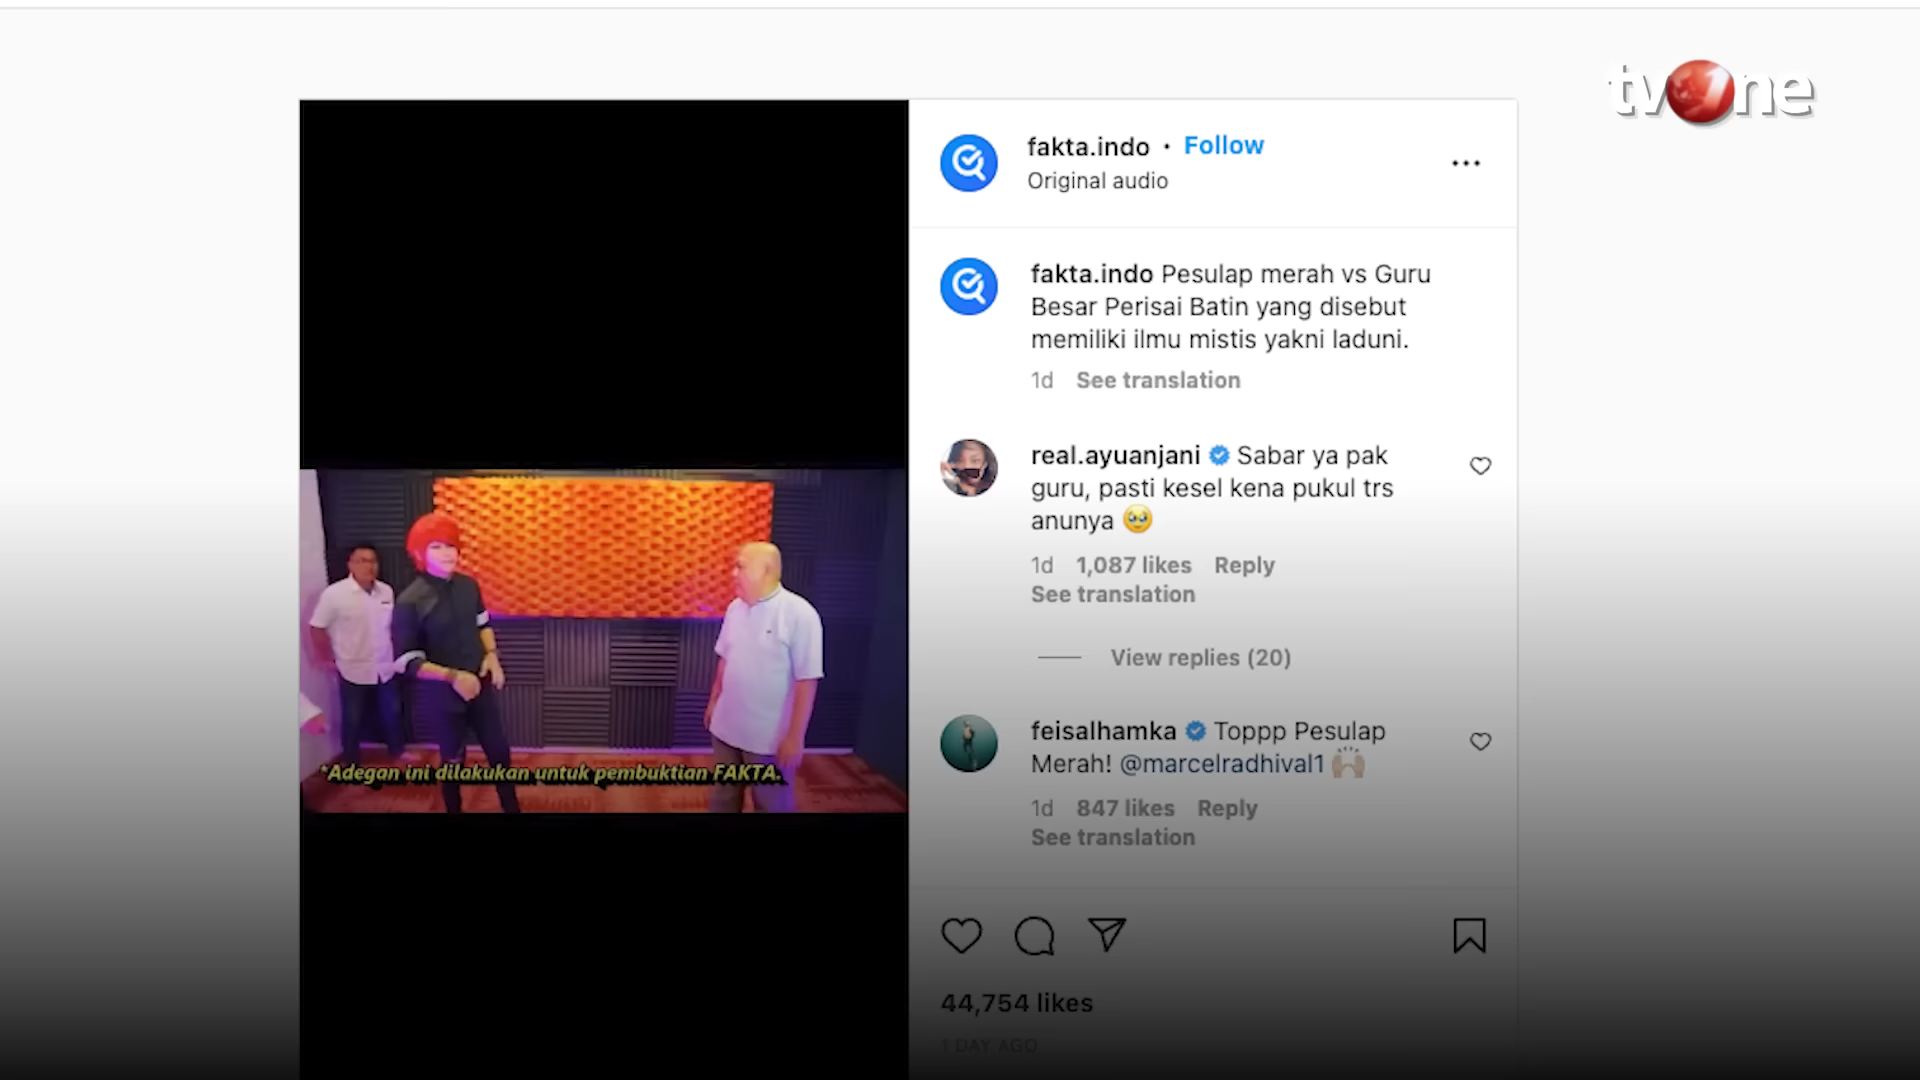 tvOne
fakta.indo • Follow
Original audio
fakta.indo Pesulap merah vs Guru
Besar Perisai Batin yang disebut
memiliki ilmu mistis yakni laduni.
1d See translation
real.ayuanjani Sabar ya pak
guru, pasti kesel kena pukul trs
anunya 🥹
1d 1,087 likes Reply
See translation
View replies (20)
feisalhamka Toppp Pesulap
Merah! @marcelradhival1 🙌🏼
1d 847 likes Reply
See translation
*Adegan ini dilakukan untuk pembuktian FAKTA.
44,754 likes
1 DAY AGO